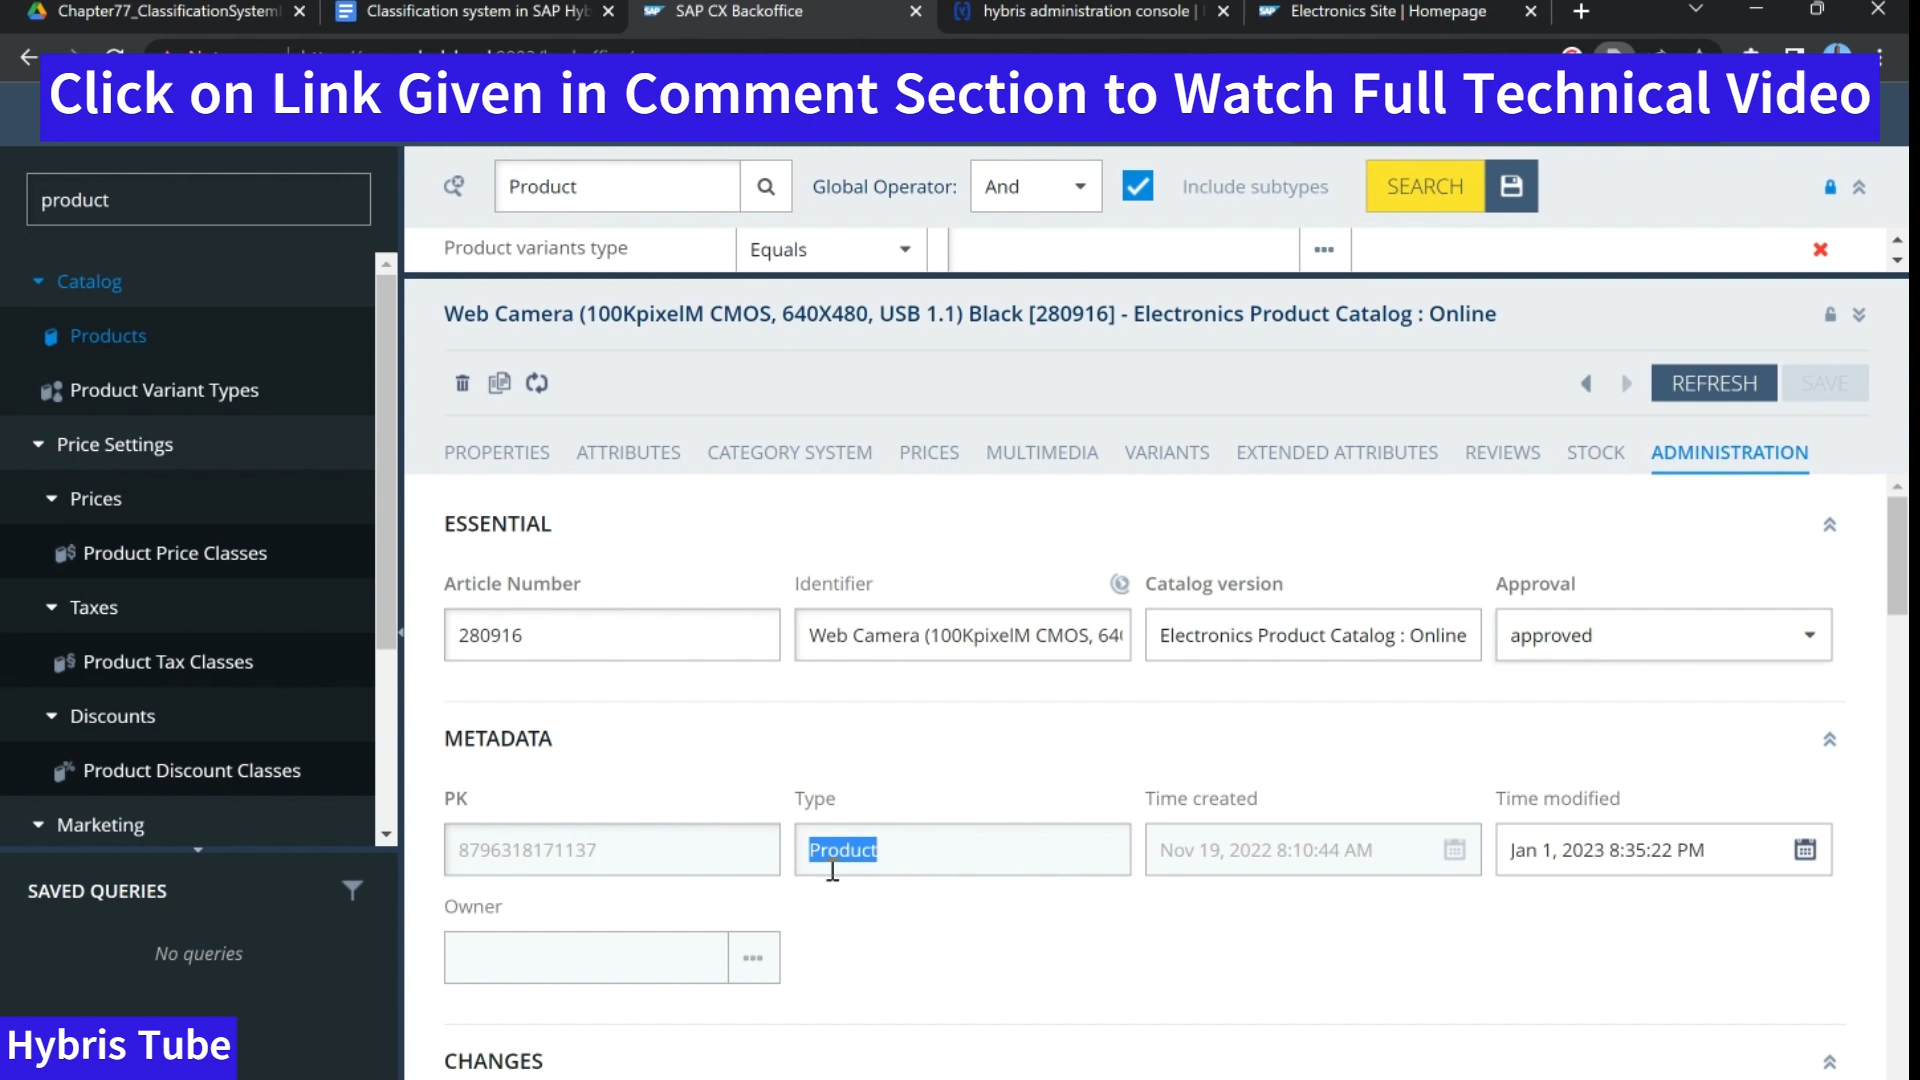 Chapter77_ClassificationSystem
Classification system in SAP Hyb
SAP CX Backoffice
hybris administration console |
Electronics Site | Homepage
Click on Link Given in Comment Section to Watch Full Technical Video
product
Product
Global Operator:
And
Include subtypes
SEARCH
Product variants type
Equals
Catalog
Products
Product Variant Types
Price Settings
Prices
Product Price Classes
Taxes
Product Tax Classes
Discounts
Product Discount Classes
Marketing
SAVED QUERIES
No queries
Web Camera (100KpixelM CMOS, 640X480, USB 1.1) Black [280916] - Electronics Product Catalog : Online
REFRESH
SAVE
PROPERTIES
ATTRIBUTES
CATEGORY SYSTEM
PRICES
MULTIMEDIA
VARIANTS
EXTENDED ATTRIBUTES
REVIEWS
STOCK
ADMINISTRATION
ESSENTIAL
Article Number
Identifier
Catalog version
Approval
280916
Web Camera (100KpixelM CMOS, 64
Electronics Product Catalog : Online
approved
METADATA
PK
Type
Time created
Time modified
8796318171137
Product
Nov 19, 2022 8:10:44 AM
Jan 1, 2023 8:35:22 PM
Owner
CHANGES
Hybris Tube